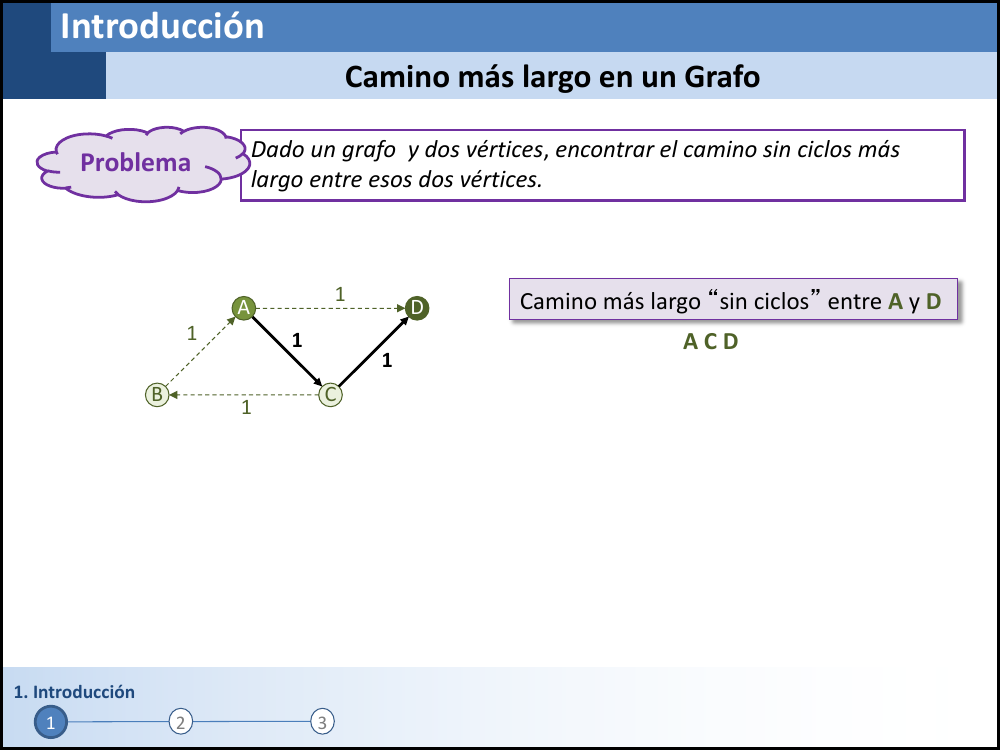 Introducción
Camino más largo en un Grafo
Problema
Dado un grafo  y dos vértices, encontrar el camino sin ciclos más
largo entre esos dos vértices.
A
1
D
1
1
1
B
C
1
Camino más largo “sin ciclos” entre A y D
A C D
1. Introducción
1
2
3